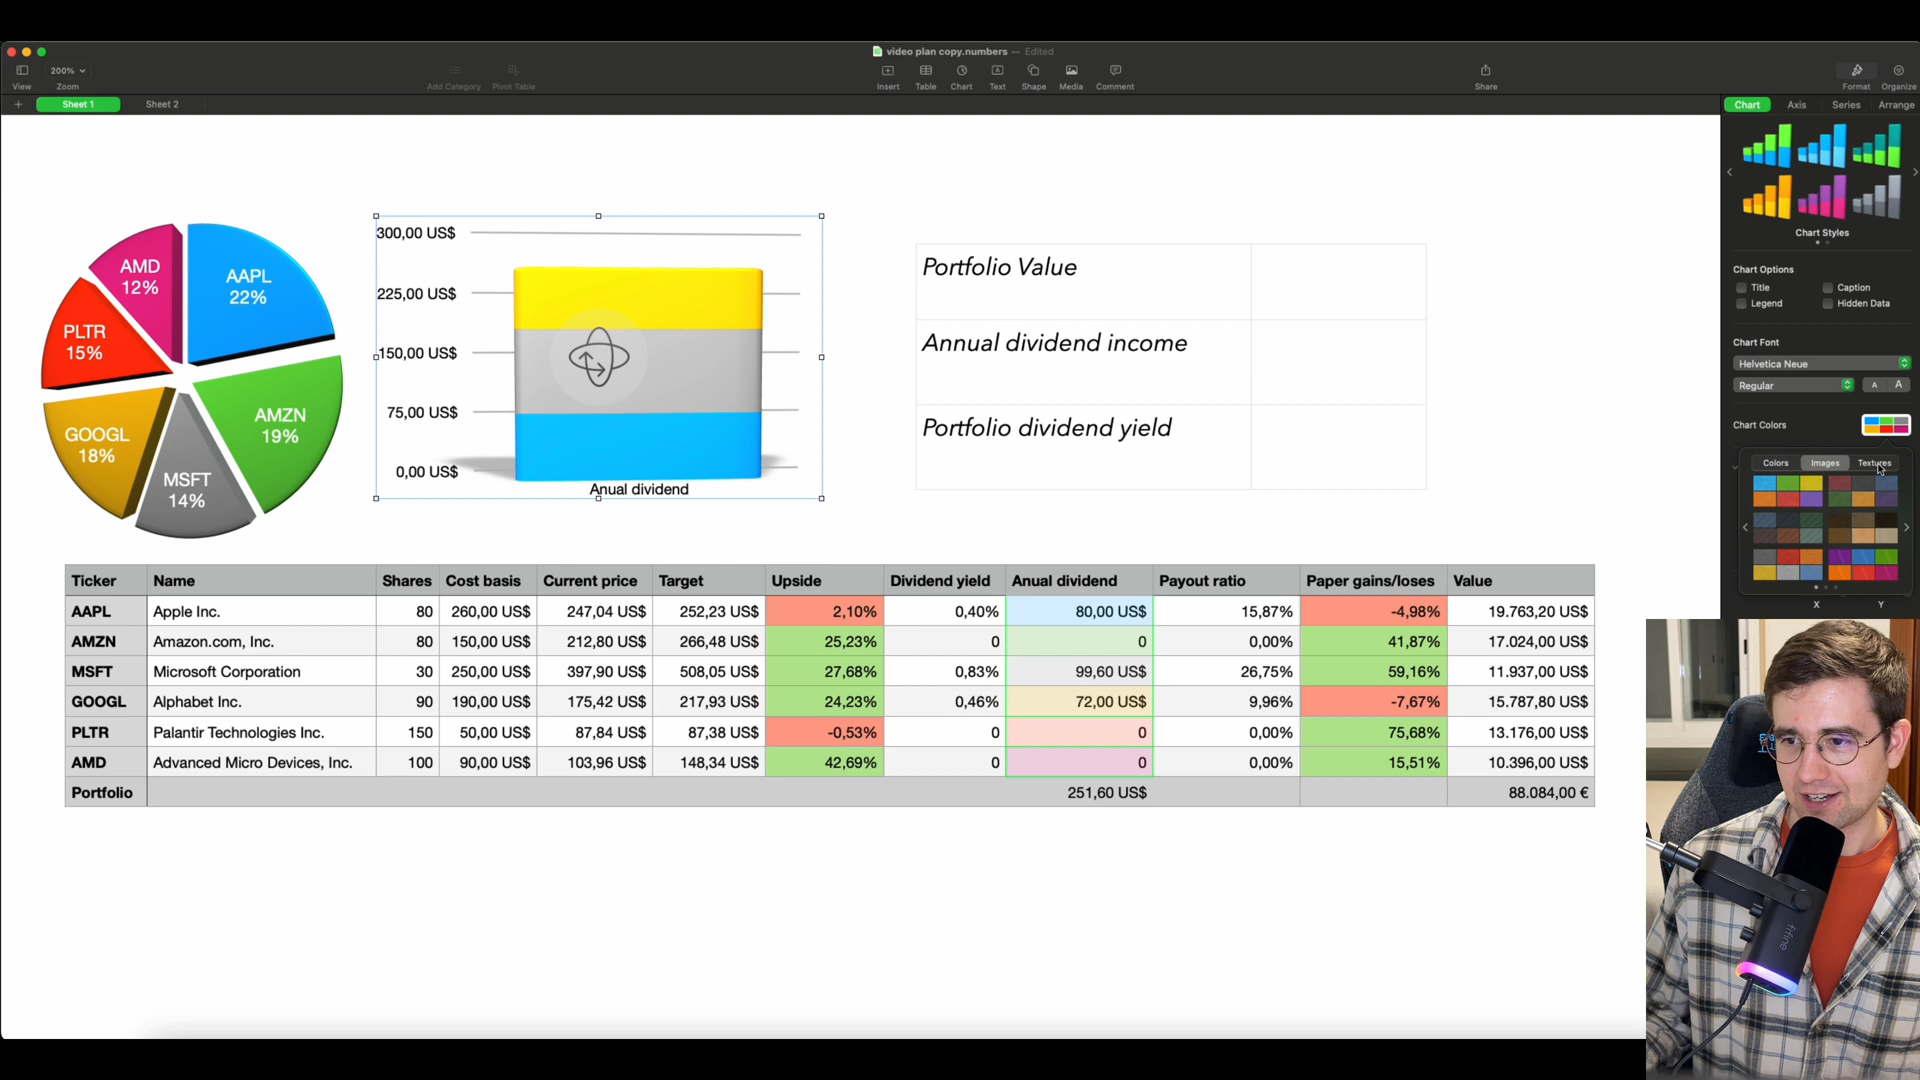 video plan copy.numbers — Edited
200%
View Zoom Add Category Pivot Table Insert Table Chart Text Shape Media Comment Share Format Organize
Sheet 1 Sheet 2
Chart Axis Series Arrange
Chart Styles
Chart Options
Title Caption
Legend Hidden Data
Chart Font
Helvetica Neue
Regular A A
Chart Colors
Colors Images Textures
X Y
AMD
12%
AAPL
22%
PLTR
15%
AMZN
19%
GOOGL
18%
MSFT
14%
300,00 US$
225,00 US$
150,00 US$
75,00 US$
0,00 US$
Anual dividend
Portfolio Value
Annual dividend income
Portfolio dividend yield
Ticker Name Shares Cost basis Current price Target Upside Dividend yield Anual dividend Payout ratio Paper gains/loses Value
AAPL Apple Inc. 80 260,00 US$ 247,04 US$ 252,23 US$ 2,10% 0,40% 80,00 US$ 15,87% -4,98% 19.763,20 US$
AMZN Amazon.com, Inc. 80 150,00 US$ 212,80 US$ 266,48 US$ 25,23% 0 0 0,00% 41,87% 17.024,00 US$
MSFT Microsoft Corporation 30 250,00 US$ 397,90 US$ 508,05 US$ 27,68% 0,83% 99,60 US$ 26,75% 59,16% 11.937,00 US$
GOOGL Alphabet Inc. 90 190,00 US$ 175,42 US$ 217,93 US$ 24,23% 0,46% 72,00 US$ 9,96% -7,67% 15.787,80 US$
PLTR Palantir Technologies Inc. 150 50,00 US$ 87,84 US$ 87,38 US$ -0,53% 0 0 0,00% 75,68% 13.176,00 US$
AMD Advanced Micro Devices, Inc. 100 90,00 US$ 103,96 US$ 148,34 US$ 42,69% 0 0 0,00% 15,51% 10.396,00 US$
Portfolio 251,60 US$ 88.084,00 €
fifine